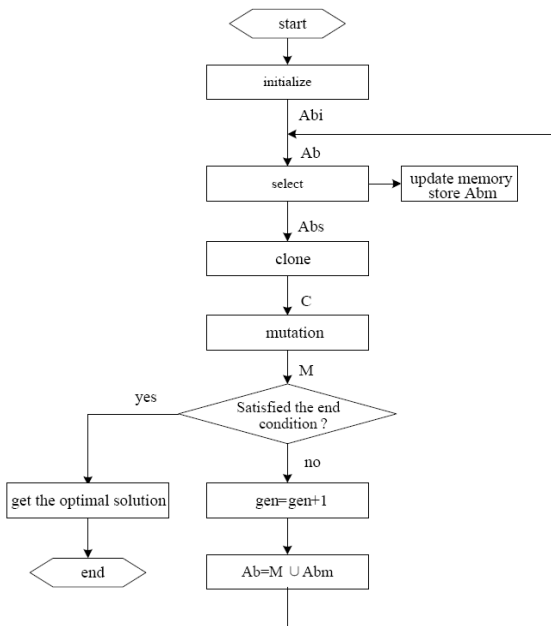 start
initialize
Abi
Ab
select
update memory
store Abm
Abs
clone
C
mutation
M
yes
Satisfied the end
condition ?
no
get the optimal solution
gen=gen+1
end
Ab=M ∪ Abm